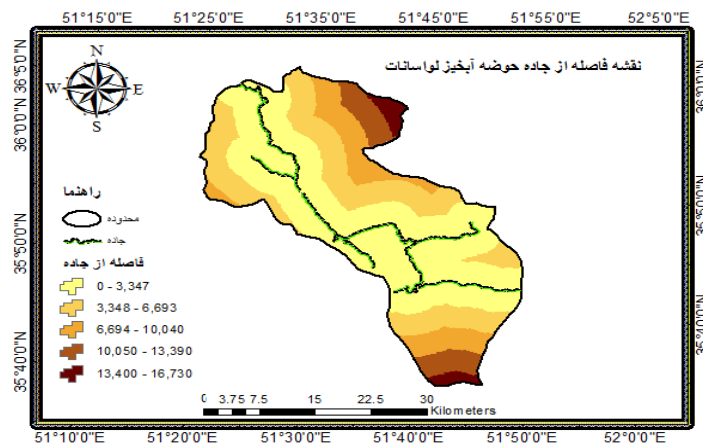 51°15'0"E 51°25'0"E 51°35'0"E 51°45'0"E 51°55'0"E 52°5'0"E
نقشه فاصله از جاده حوضه آبخیز لواسانات
N
W E
S
36°5'0"N
36°0'0"N
35°50'0"N
35°40'0"N
36°0'0"N
35°50'0"N
35°40'0"N
راهنما
محدوده
جاده
فاصله از جاده
0 - 3,347
3,348 - 6,693
6,694 - 10,040
10,050 - 13,390
13,400 - 16,730
0 3.75 7.5 15 22.5 30
Kilometers
51°10'0"E 51°20'0"E 51°30'0"E 51°40'0"E 51°50'0"E 52°0'0"E